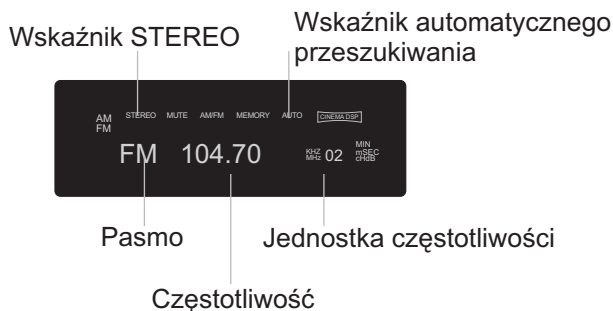 Wskaźnik STEREO
Wskaźnik automatycznego
przeszukiwania
AM
FM
STEREO MUTE AM/FM MEMORY AUTO CINEMA DSP
FM 104.70
KHZ
MHz
02
MIN
mSEC
cHdB
Pasmo
Jednostka częstotliwości
Częstotliwość